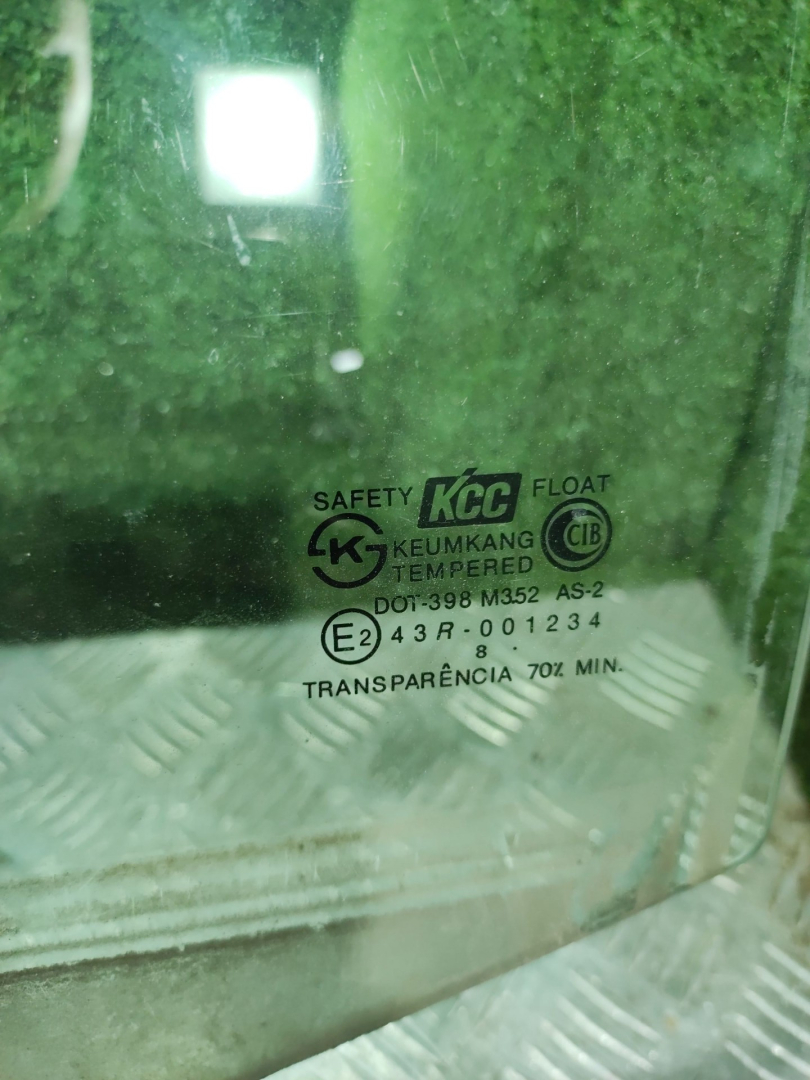 SAFETY KCC FLOAT
K KEUMKANG CIB
TEMPERED
DOT-398 M352 AS-2
E2 43R-001234
8 .
TRANSPARÊNCIA 70% MIN.